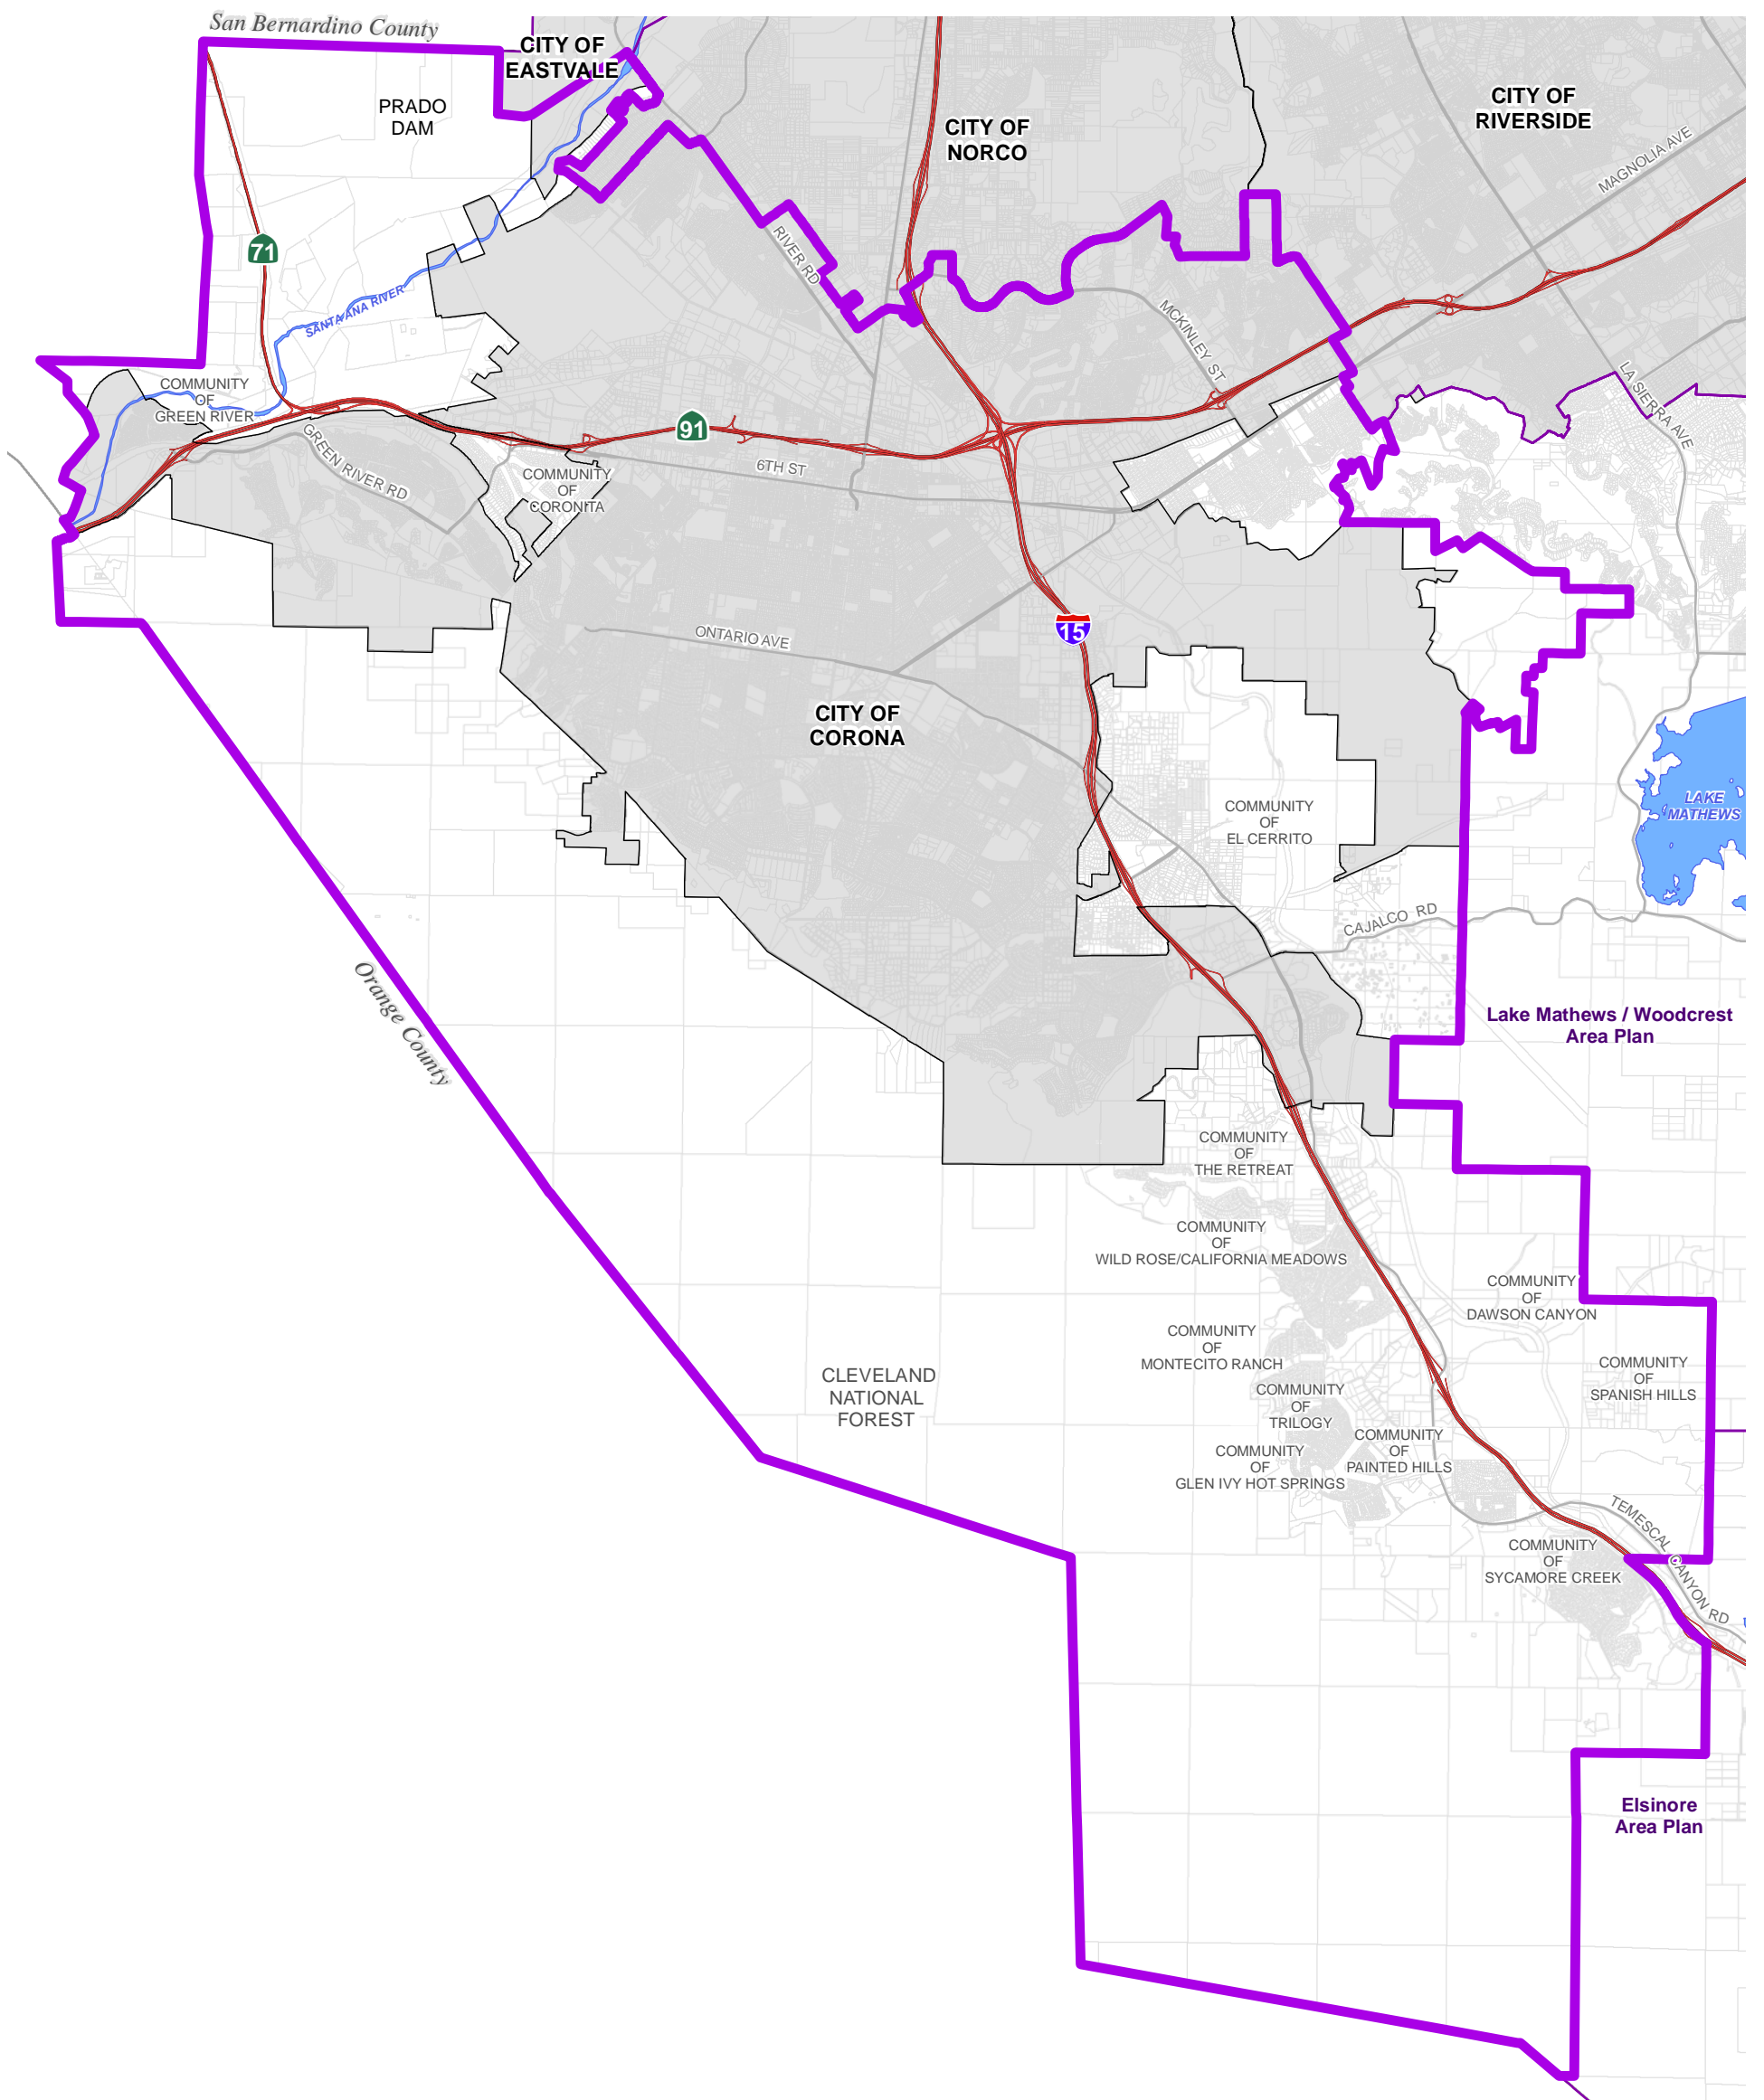 San Bernardino County
CITY OF
EASTVALE
PRADO
DAM
CITY OF
NORCO
CITY OF
RIVERSIDE
MAGNOLIA AVE
71
RIVER RD
SANTA ANA RIVER
MCKINLEY ST
LA SIERRA AVE
COMMUNITY
OF
GREEN RIVER
GREEN RIVER RD
91
6TH ST
COMMUNITY
OF
CORONITA
15
ONTARIO AVE
CITY OF
CORONA
COMMUNITY
OF
EL CERRITO
LAKE
MATHEWS
CAJALCO RD
Orange County
Lake Mathews / Woodcrest
Area Plan
COMMUNITY
OF
THE RETREAT
COMMUNITY
OF
WILD ROSE/CALIFORNIA MEADOWS
COMMUNITY
OF
DAWSON CANYON
COMMUNITY
OF
MONTECITO RANCH
COMMUNITY
OF
SPANISH HILLS
CLEVELAND
NATIONAL
FOREST
COMMUNITY
OF
TRILOGY
COMMUNITY
OF
PAINTED HILLS
COMMUNITY
OF
GLEN IVY HOT SPRINGS
TEMESCAL CANYON RD
COMMUNITY
OF
SYCAMORE CREEK
Elsinore
Area Plan